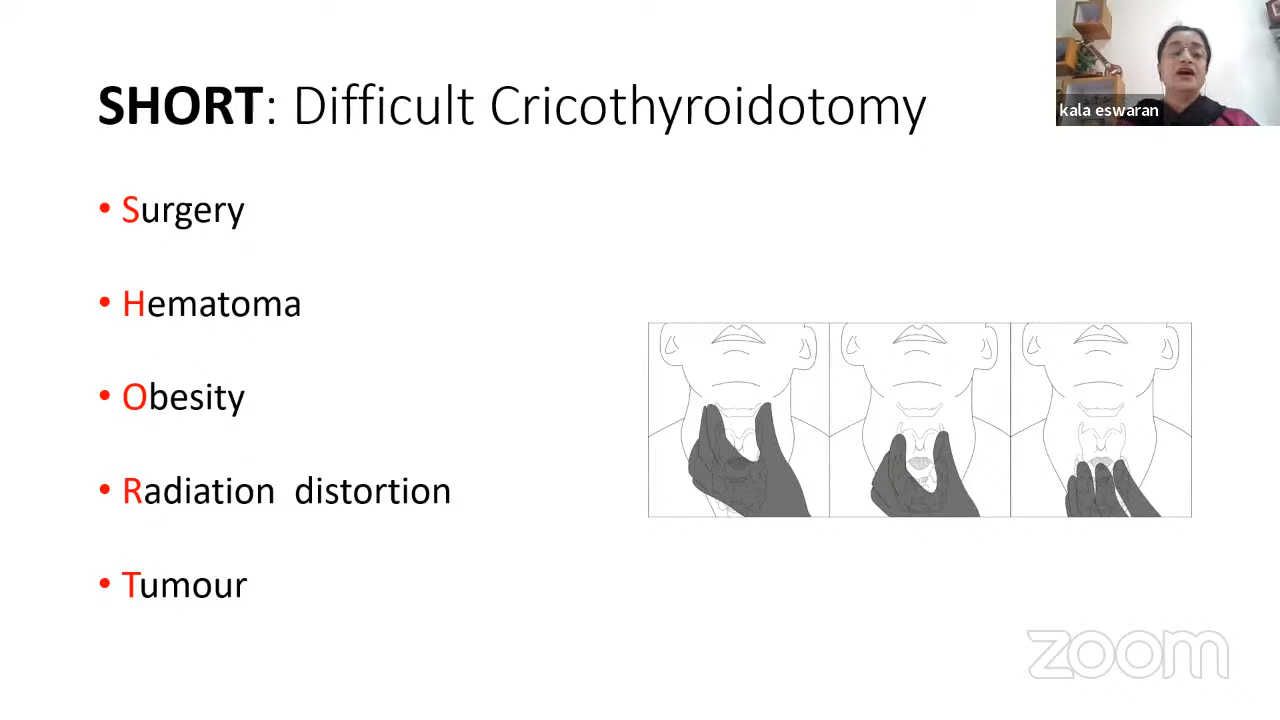 SHORT: Difficult Cricothyroidotomy
kala eswaran
• Surgery
• Hematoma
• Obesity
• Radiation distortion
• Tumour
zoom